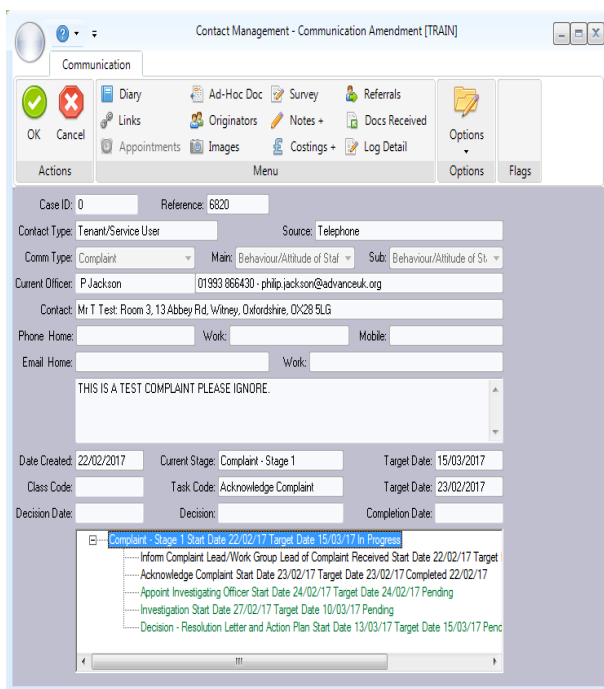 Contact Management - Communication Amendment [TRAIN]
Communication
Diary Ad-Hoc Doc Survey Referrals
Links Originators Notes + Docs Received
OK Cancel Appointments Images Costings + Log Detail Options
Actions Menu Options Flags
Case ID: 0 Reference: 6820
Contact Type: Tenant/Service User Source: Telephone
Comm Type: Complaint Main: Behaviour/Attitude of Staf Sub: Behaviour/Attitude of St
Current Officer: P Jackson 01993 866430 - philip.jackson@advanceuk.org
Contact: Mr T Test: Room 3, 13 Abbey Rd, Witney, Oxfordshire, OX28 5LG
Phone Home: Work: Mobile:
Email Home: Work:
THIS IS A TEST COMPLAINT PLEASE IGNORE.
Date Created: 22/02/2017 Current Stage: Complaint - Stage 1 Target Date: 15/03/2017
Class Code: Task Code: Acknowledge Complaint Target Date: 23/02/2017
Decision Date: Decision: Completion Date:
Complaint - Stage 1 Start Date 22/02/17 Target Date 15/03/17 In Progress
Inform Complaint Lead/Work Group Lead of Complaint Received Start Date 22/02/17 Target
Acknowledge Complaint Start Date 23/02/17 Target Date 23/02/17 Completed 22/02/17
Appoint Investigating Officer Start Date 24/02/17 Target Date 24/02/17 Pending
Investigation Start Date 27/02/17 Target Date 10/03/17 Pending
Decision - Resolution Letter and Action Plan Start Date 13/03/17 Target Date 15/03/17 Penc